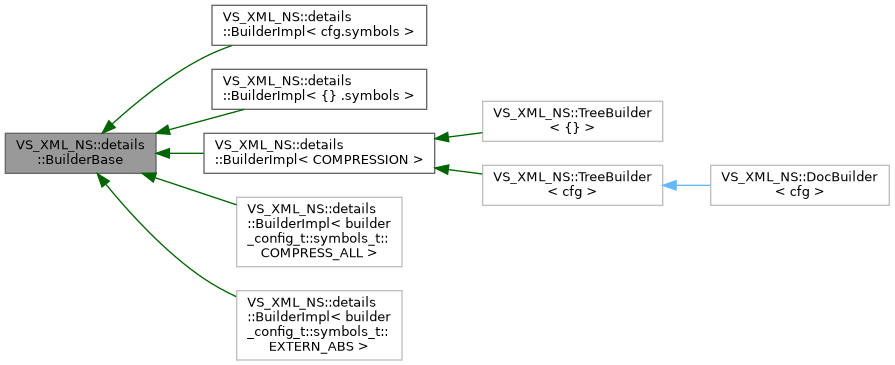 VS_XML_NS::details
::BuilderImpl< cfg.symbols >
VS_XML_NS::details
::BuilderImpl< {} .symbols >
VS_XML_NS::TreeBuilder
< {} >
VS_XML_NS::details
::BuilderBase
VS_XML_NS::details
::BuilderImpl< COMPRESSION >
VS_XML_NS::TreeBuilder
< cfg >
VS_XML_NS::DocBuilder
< cfg >
VS_XML_NS::details
::BuilderImpl< builder
_config_t::symbols_t::
COMPRESS_ALL >
VS_XML_NS::details
::BuilderImpl< builder
_config_t::symbols_t::
EXTERN_ABS >